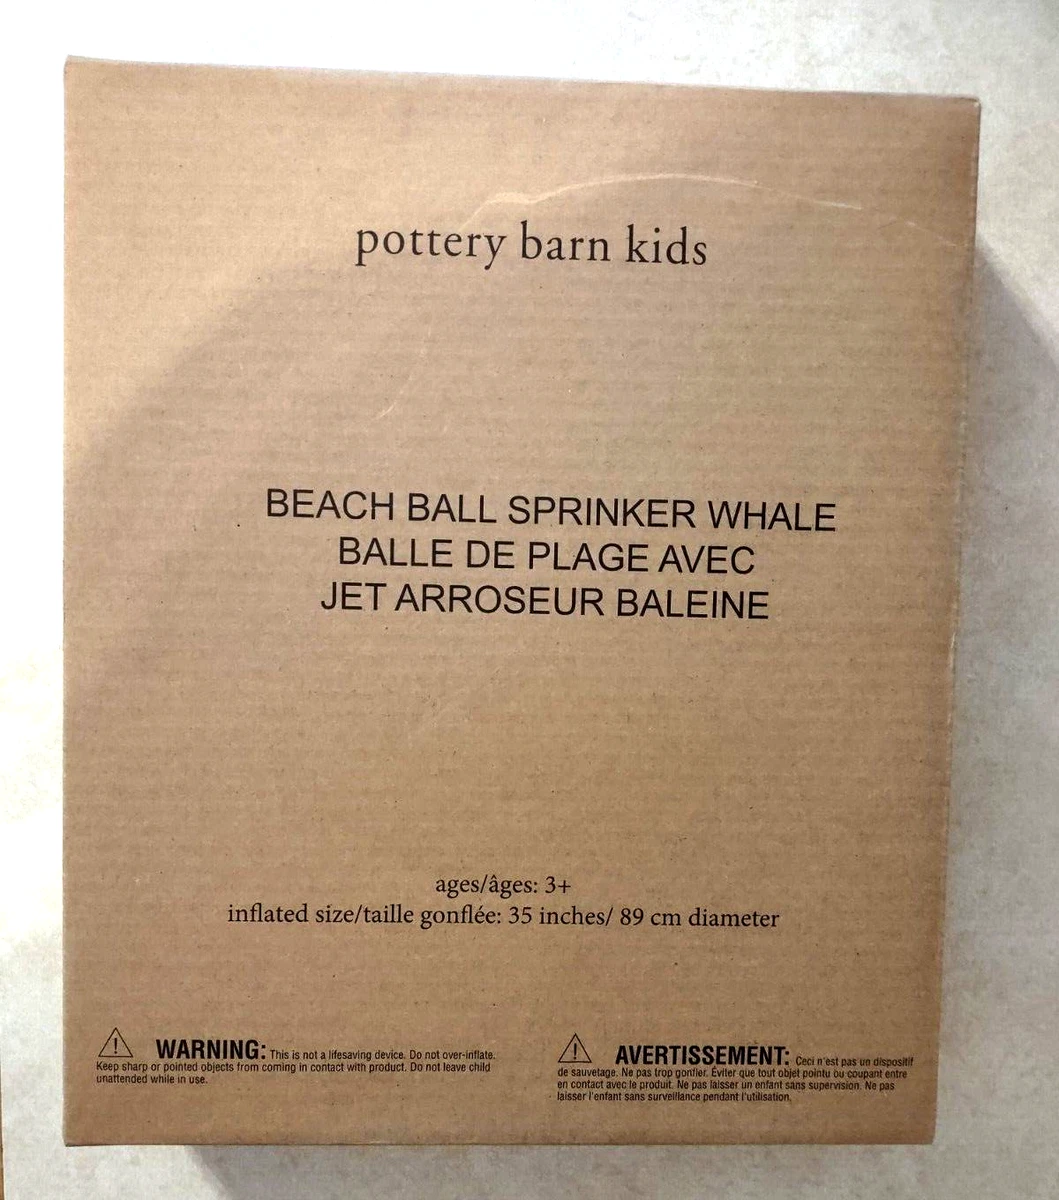 pottery barn kids
BEACH BALL SPRINKER WHALE
BALLE DE PLAGE AVEC
JET ARROSEUR BALEINE
ages/âges: 3+
inflated size/taille gonflée: 35 inches/ 89 cm diameter
WARNING: This is not a lifesaving device. Do not over-inflate.
Keep sharp or pointed objects from coming in contact with product. Do not leave child
unattended while in use.
AVERTISSEMENT: Ceci n'est pas un dispositif
de sauvetage. Ne pas trop gonfler. Éviter que tout objet pointu ou coupant entre
en contact avec le produit. Ne pas laisser un enfant sans supervision. Ne pas
laisser l'enfant sans surveillance pendant l'utilisation.